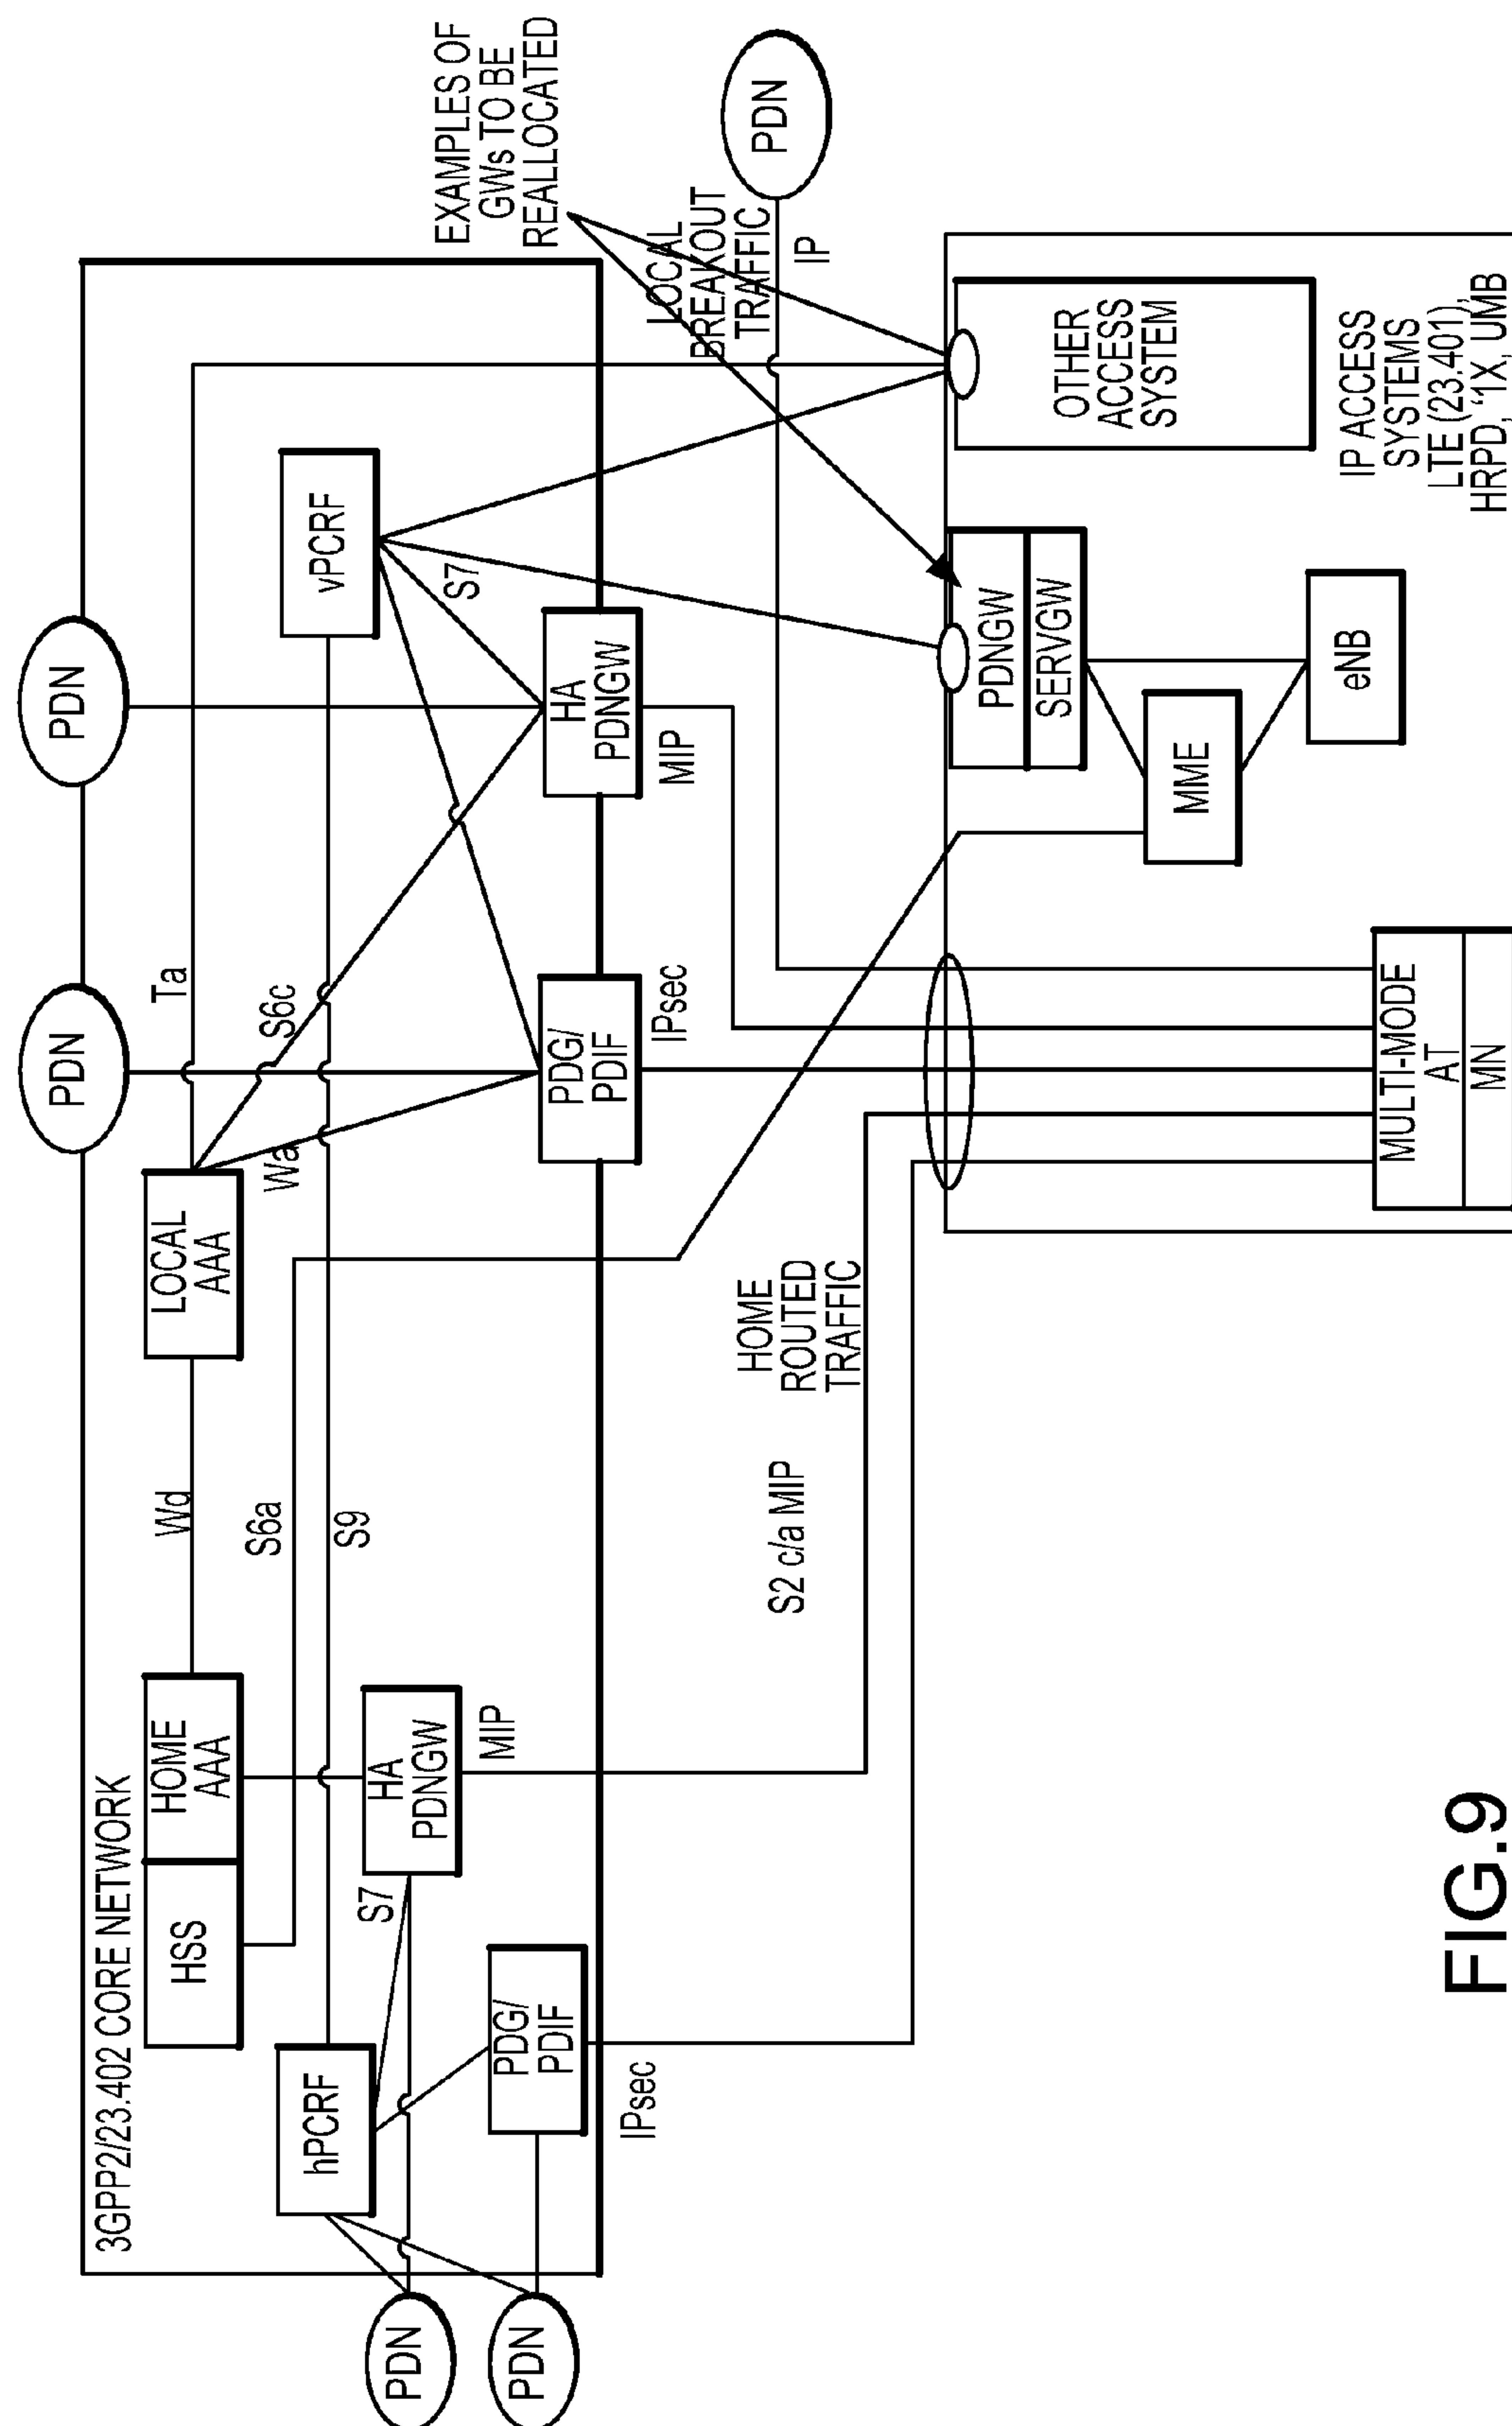 3GPP2/23.402 CORE NETWORK
PDN
PDN
HSS
HOME
AAA
Wd
LOCAL
AAA
Ta
S6c
Wa
S6a
S9
hPCRF
vPCRF
S7
S7
HA
PDNGW
MIP
PDG/
PDIF
IPsec
PDN
PDN
PDG/
PDIF
IPsec
HA
PDNGW
MIP
EXAMPLES OF
GWs TO BE
REALLOCATED
LOCAL
BREAKOUT
TRAFFIC
IP
PDN
HOME
ROUTED
TRAFFIC
S2 c/a MIP
PDNGW
SERVGW
OTHER
ACCESS
SYSTEM
MME
eNB
IP ACCESS
SYSTEMS
LTE (23.401),
HRPD, ‘1X, UMB
MULTI-MODE
AT
MN
FIG.9